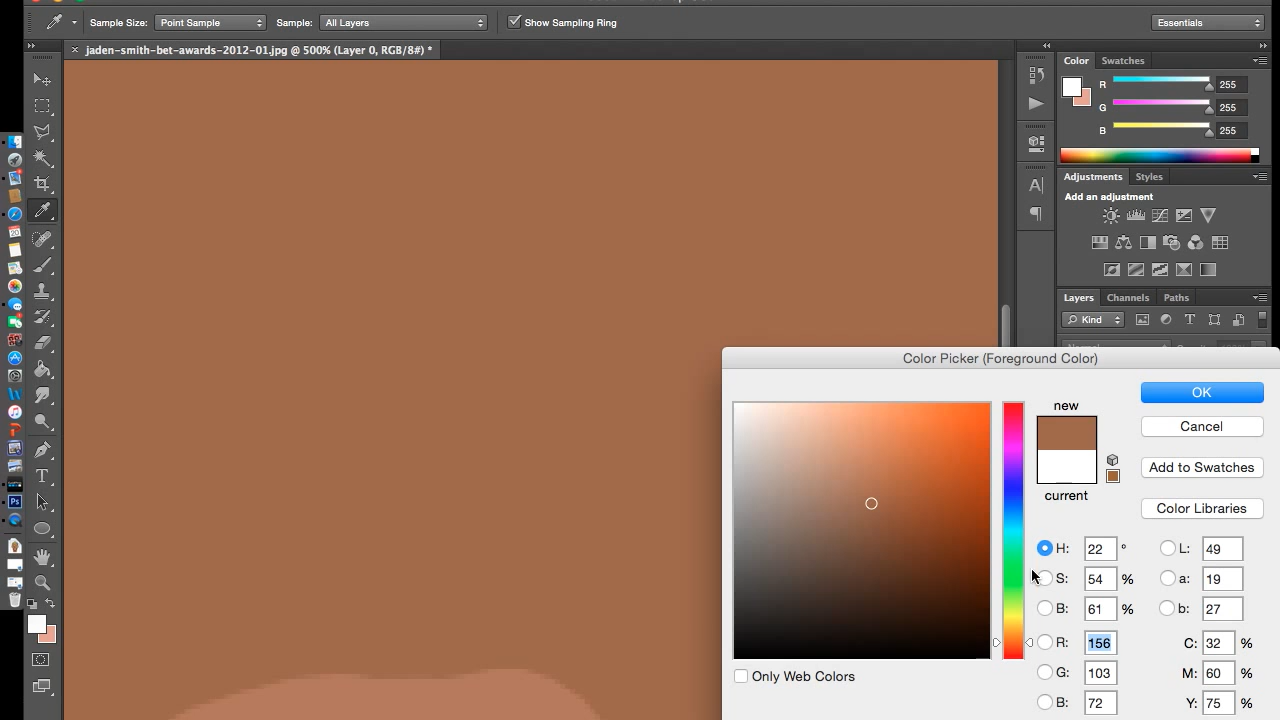 Sample Size: Point Sample Sample: All Layers Show Sampling Ring Essentials
× jaden-smith-bet-awards-2012-01.jpg @ 500% (Layer 0, RGB/8#) *
Color Swatches
R 255
G 255
B 255
Adjustments Styles
Add an adjustment
Layers Channels Paths
Kind
Color Picker (Foreground Color)
new
current
OK
Cancel
Add to Swatches
Color Libraries
H: 22 ° L: 49
S: 54 % a: 19
B: 61 % b: 27
R: 156 C: 32 %
G: 103 M: 60 %
B: 72 Y: 75 %
Only Web Colors